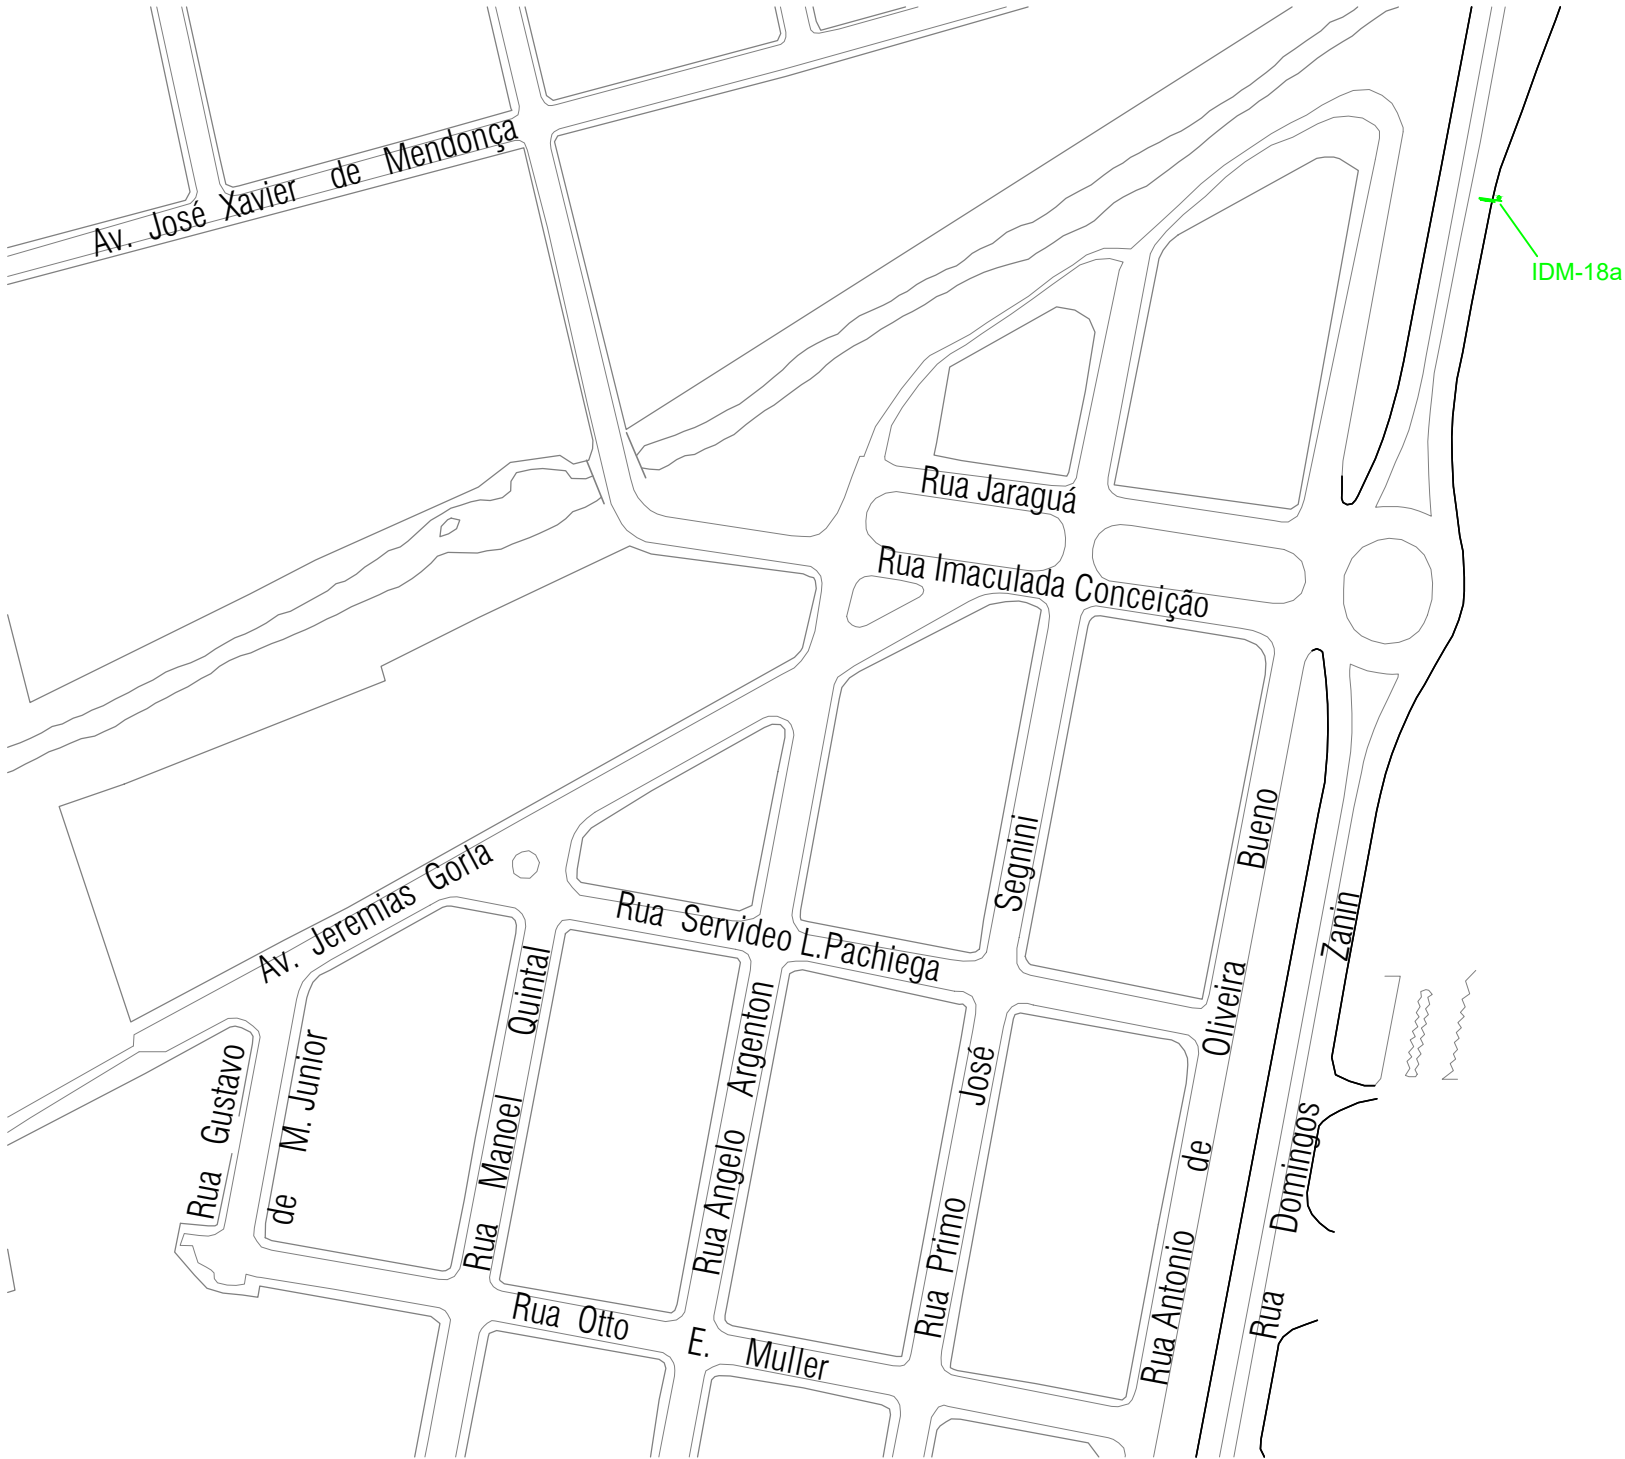 Av. José Xavier de Mendonça
IDM-18a
Rua Jaraguá
Rua Imaculada Conceição
Av. Jeremias Gorla
Rua Servideo L.Pachiega
Rua Gustavo
de M. Junior
Rua Manoel Quintal
Rua Angelo Argenton
Rua Primo José Segnini
Rua Antonio de Oliveira Bueno
Rua Domingos Zanin
Rua Otto E. Muller